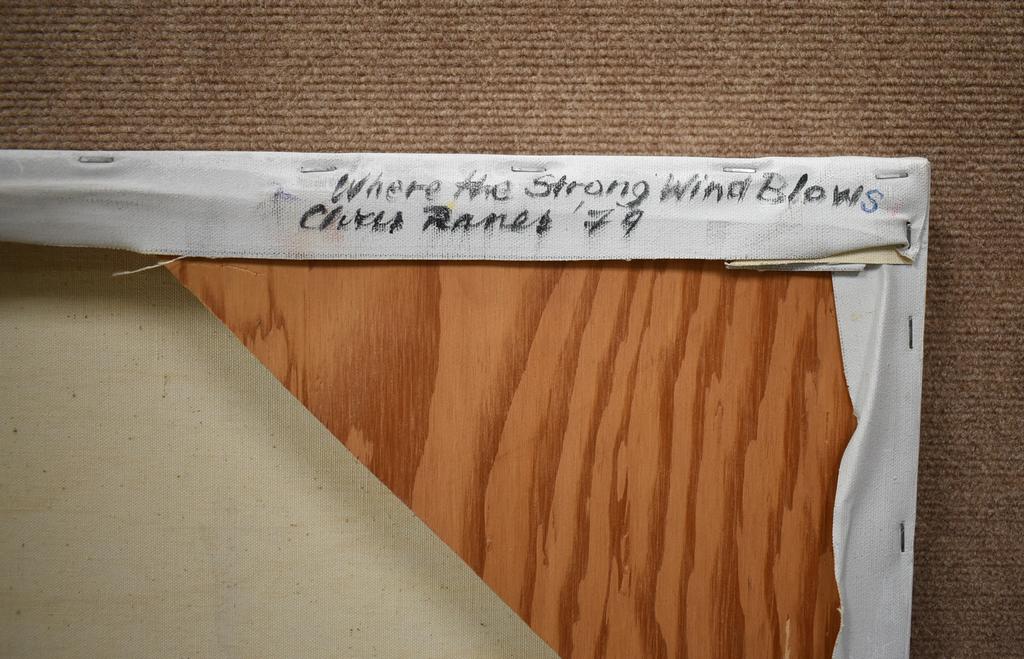 Where the Strong Wind Blows
Chris Ranes '79